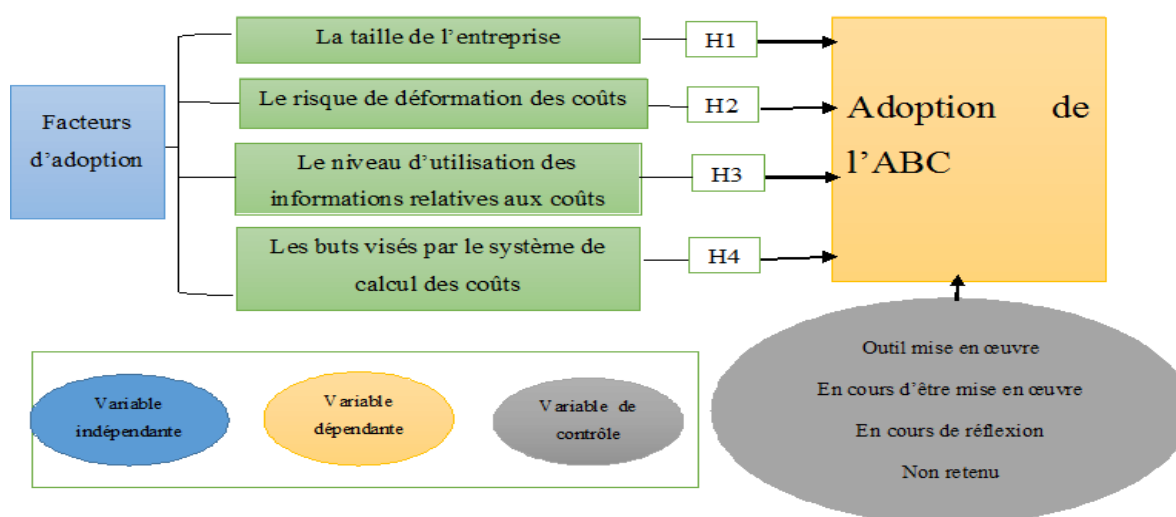 Facteurs
d'adoption
La taille de l'entreprise
H1
Le risque de déformation des coûts
H2
Le niveau d'utilisation des
informations relatives aux coûts
H3
Les buts visés par le système de
calcul des coûts
H4
Adoption de
l'ABC
Outil mise en œuvre
En cours d'être mise en œuvre
En cours de réflexion
Non retenu
Variable
indépendante
Variable
dépendante
Variable de
contrôle